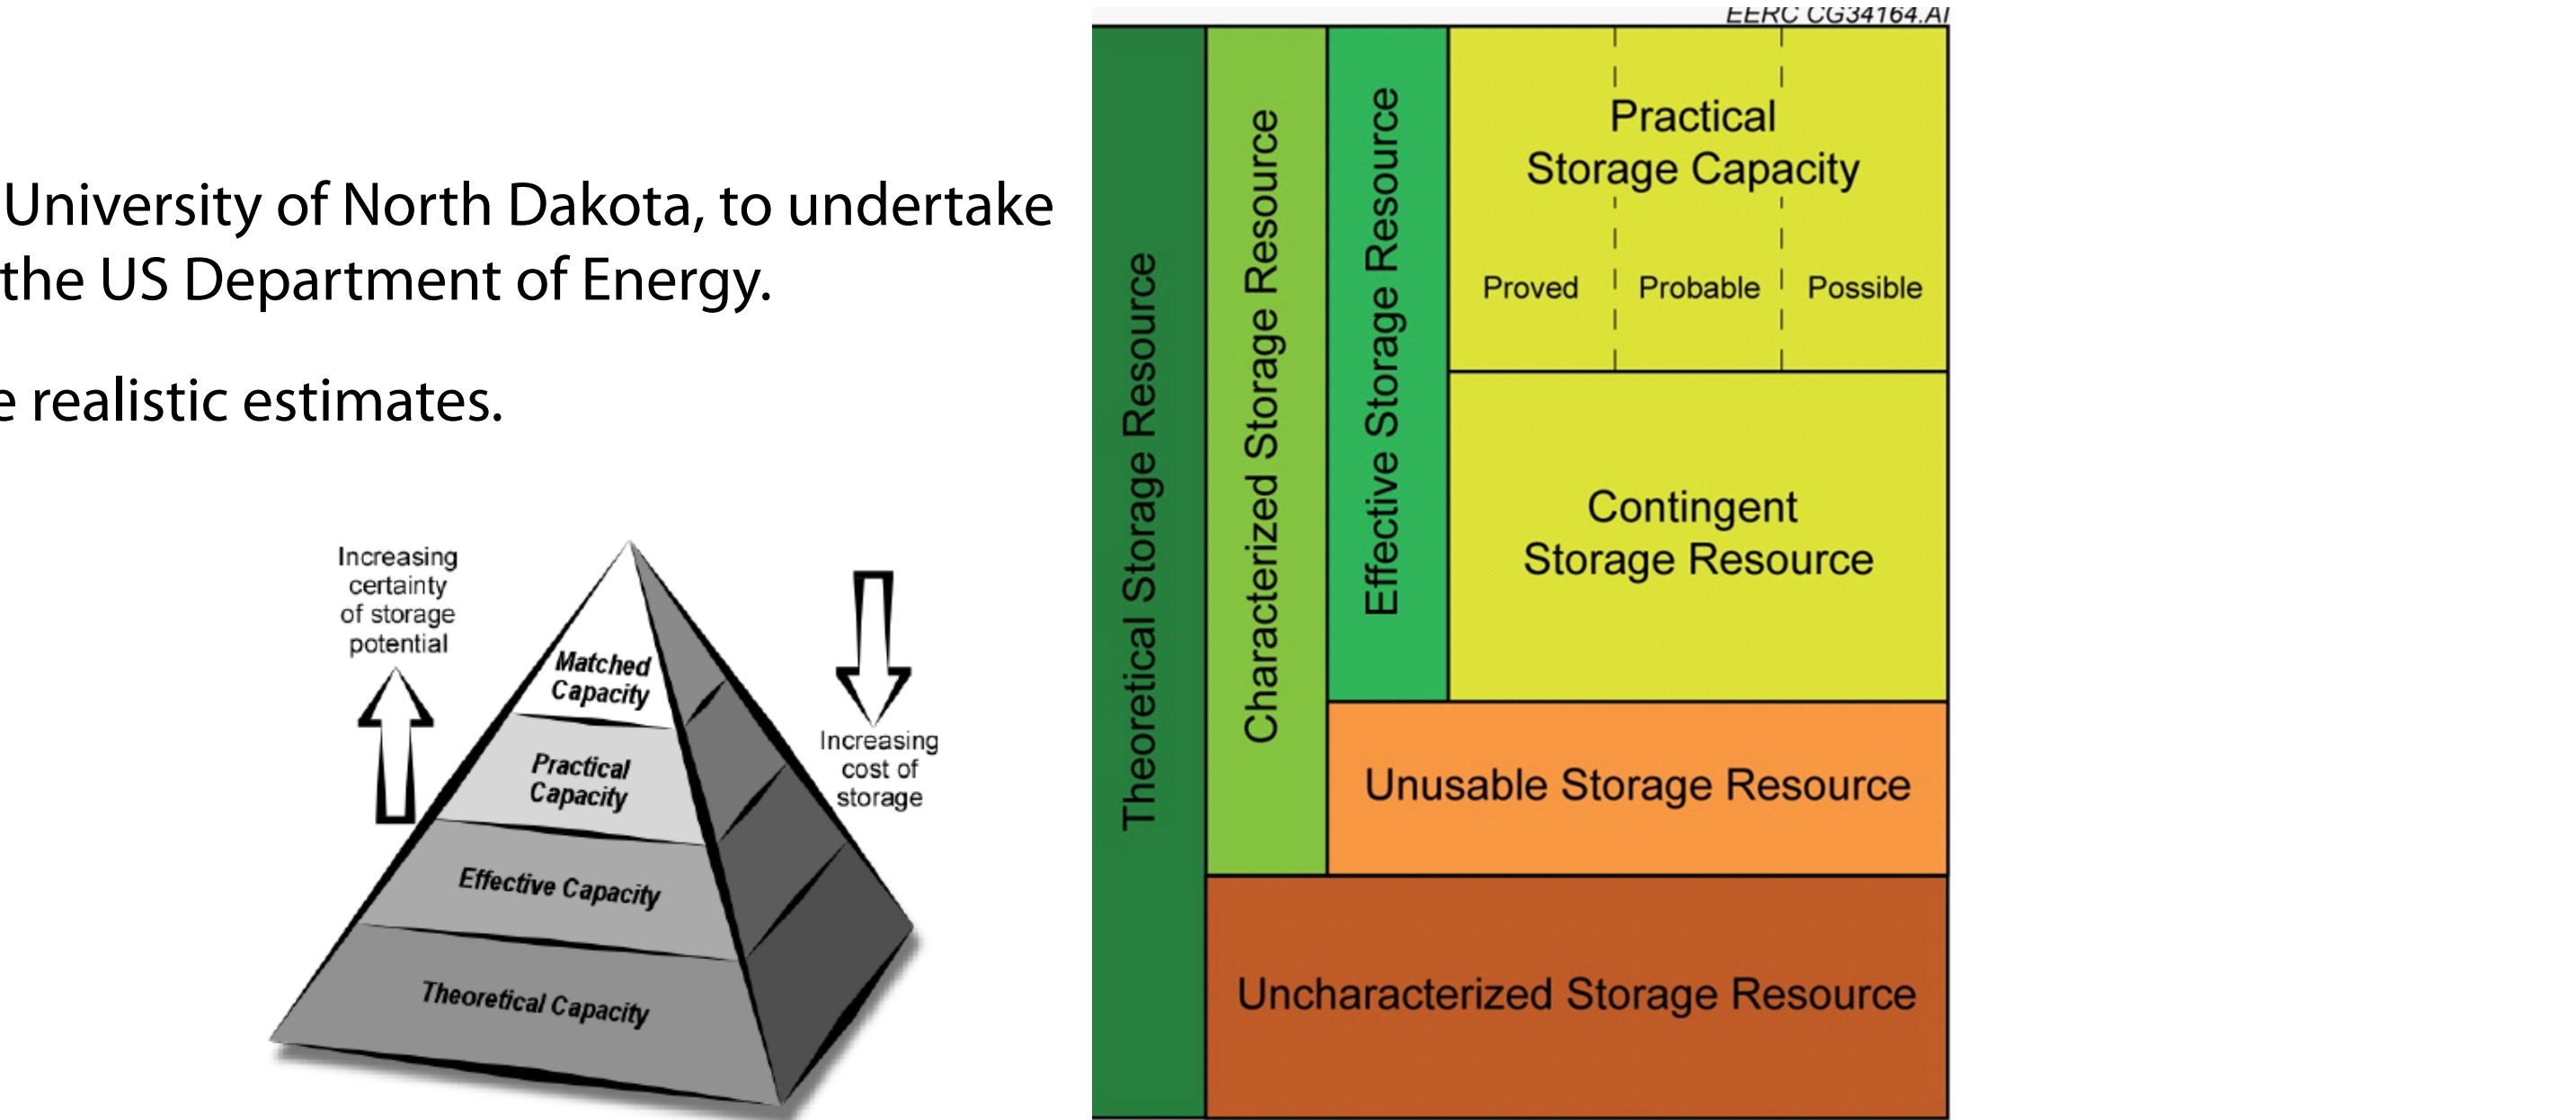 University of North Dakota, to undertake
the US Department of Energy.
e realistic estimates.
Increasing
certainty
of storage
potential
Matched
Capacity
Practical
Capacity
Effective Capacity
Theoretical Capacity
Increasing
cost of
storage
EERC CG34164.AI
Theoretical Storage Resource
Characterized Storage Resource
Effective Storage Resource
Practical
Storage Capacity
Proved Probable Possible
Contingent
Storage Resource
Unusable Storage Resource
Uncharacterized Storage Resource